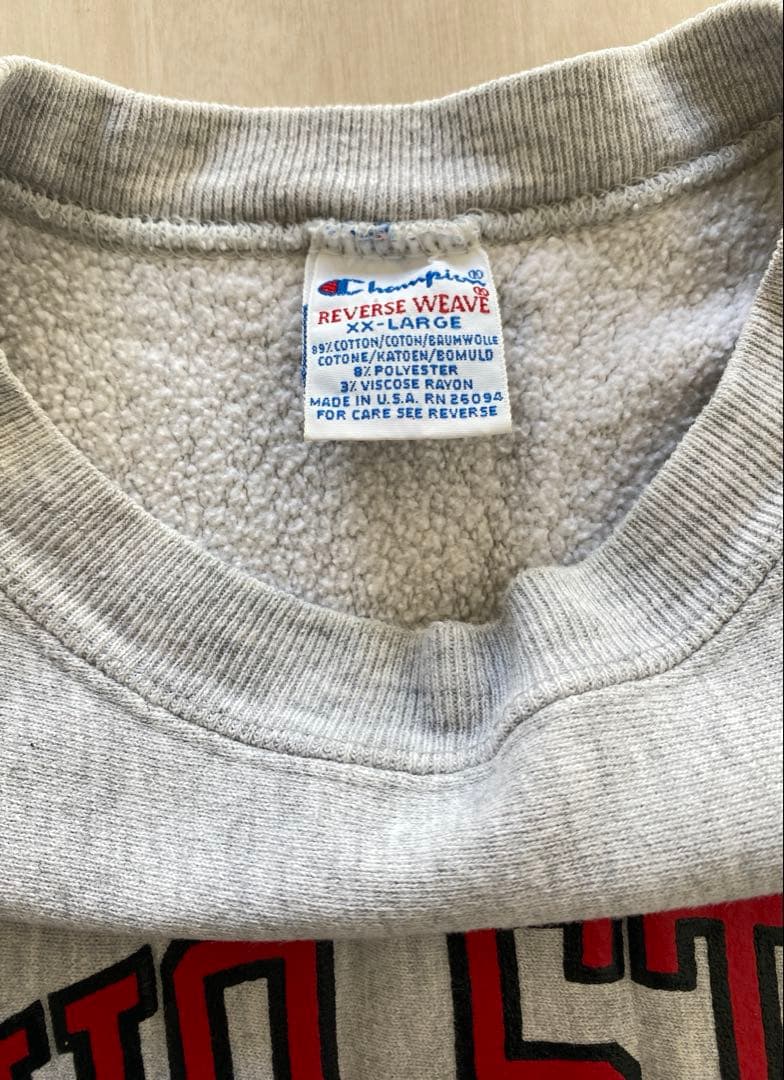 Champion®
REVERSE WEAVE®
XX-LARGE
89% COTTON/COTON/BAUMWOLLE
COTONE/KATOEN/BOMULD
8% POLYESTER
3% VISCOSE RAYON
MADE IN U.S.A. RN 26094
FOR CARE SEE REVERSE